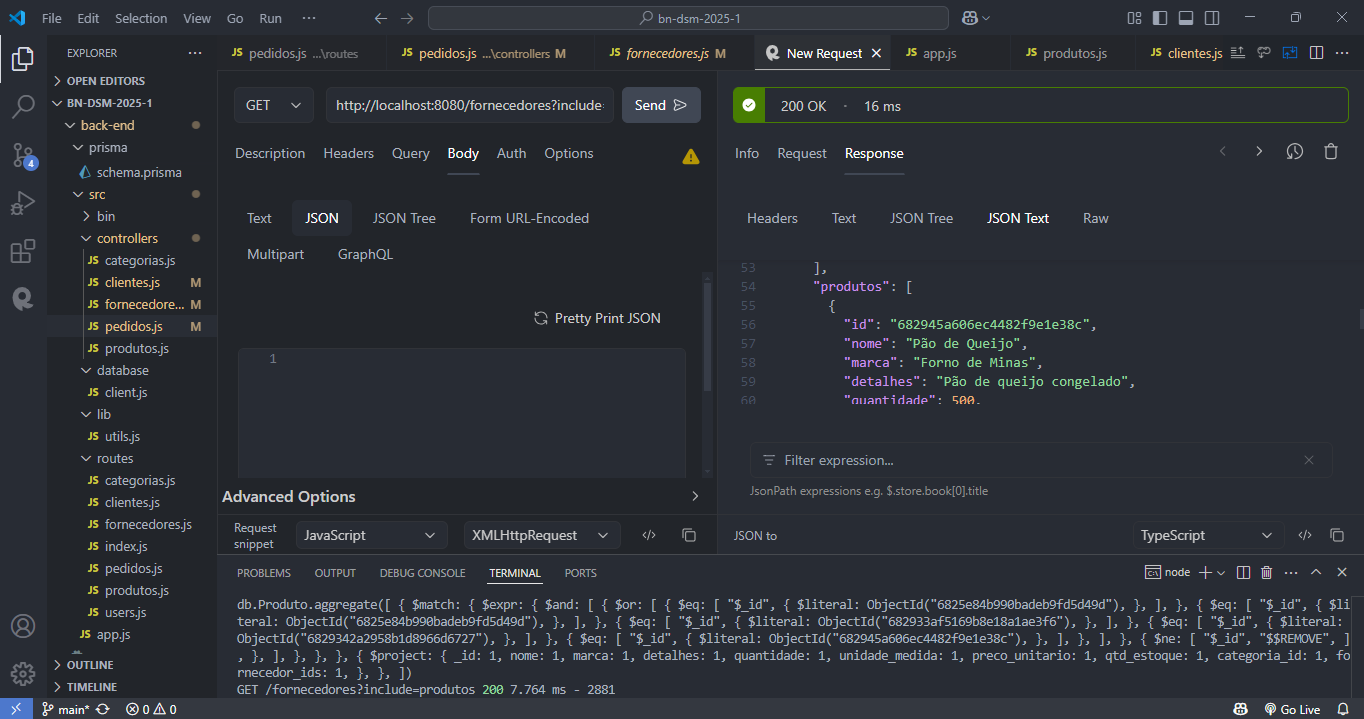 File Edit Selection View Go Run ··· bn-dsm-2025-1
EXPLORER ···
OPEN EDITORS
BN-DSM-2025-1
back-end
prisma
schema.prisma
src
bin
controllers
JS categorias.js
JS clientes.js M
JS fornecedore... M
JS pedidos.js M
JS produtos.js
database
JS client.js
lib
JS utils.js
routes
JS categorias.js
JS clientes.js
JS fornecedores.js
JS index.js
JS pedidos.js
JS produtos.js
JS users.js
JS app.js
OUTLINE
TIMELINE
4
JS pedidos.js ...\routes JS pedidos.js ...\controllers M JS fornecedores.js M New Request JS app.js JS produtos.js JS clientes.js ···
GET http://localhost:8080/fornecedores?include= Send
Description Headers Query Body Auth Options
Text JSON JSON Tree Form URL-Encoded
Multipart GraphQL
Pretty Print JSON
1
Advanced Options
Request snippet JavaScript XMLHttpRequest
200 OK · 16 ms
Info Request Response
Headers Text JSON Tree JSON Text Raw
53 ],
54 "produtos": [
55 {
56 "id": "682945a606ec4482f9e1e38c",
57 "nome": "Pão de Queijo",
58 "marca": "Forno de Minas",
59 "detalhes": "Pão de queijo congelado",
60 "quantidade": 500,
Filter expression...
JsonPath expressions e.g. $.store.book[0].title
JSON to TypeScript
PROBLEMS OUTPUT DEBUG CONSOLE TERMINAL PORTS node ···
db.Produto.aggregate([ { $match: { $expr: { $and: [ { $or: [ { $eq: [ "$_id", { $literal: ObjectId("6825e84b990badeb9fd5d49d"), }, ], }, { $eq: [ "$_id", { $li
teral: ObjectId("6825e84b990badeb9fd5d49d"), }, ], }, { $eq: [ "$_id", { $literal: ObjectId("682933af5169b8e18a1ae3f6"), }, ], }, { $eq: [ "$_id", { $literal:
ObjectId("6829342a2958b1d8966d6727"), }, ], }, { $eq: [ "$_id", { $literal: ObjectId("682945a606ec4482f9e1e38c"), }, ], }, ], }, { $ne: [ "$_id", "$$REMOVE", ]
, }, ], }, }, }, { $project: { _id: 1, nome: 1, marca: 1, detalhes: 1, quantidade: 1, unidade_medida: 1, preco_unitario: 1, qtd_estoque: 1, categoria_id: 1, fo
rnecedor_ids: 1, }, }, ])
GET /fornecedores?include=produtos 200 7.764 ms - 2881
main* 0 0 Go Live